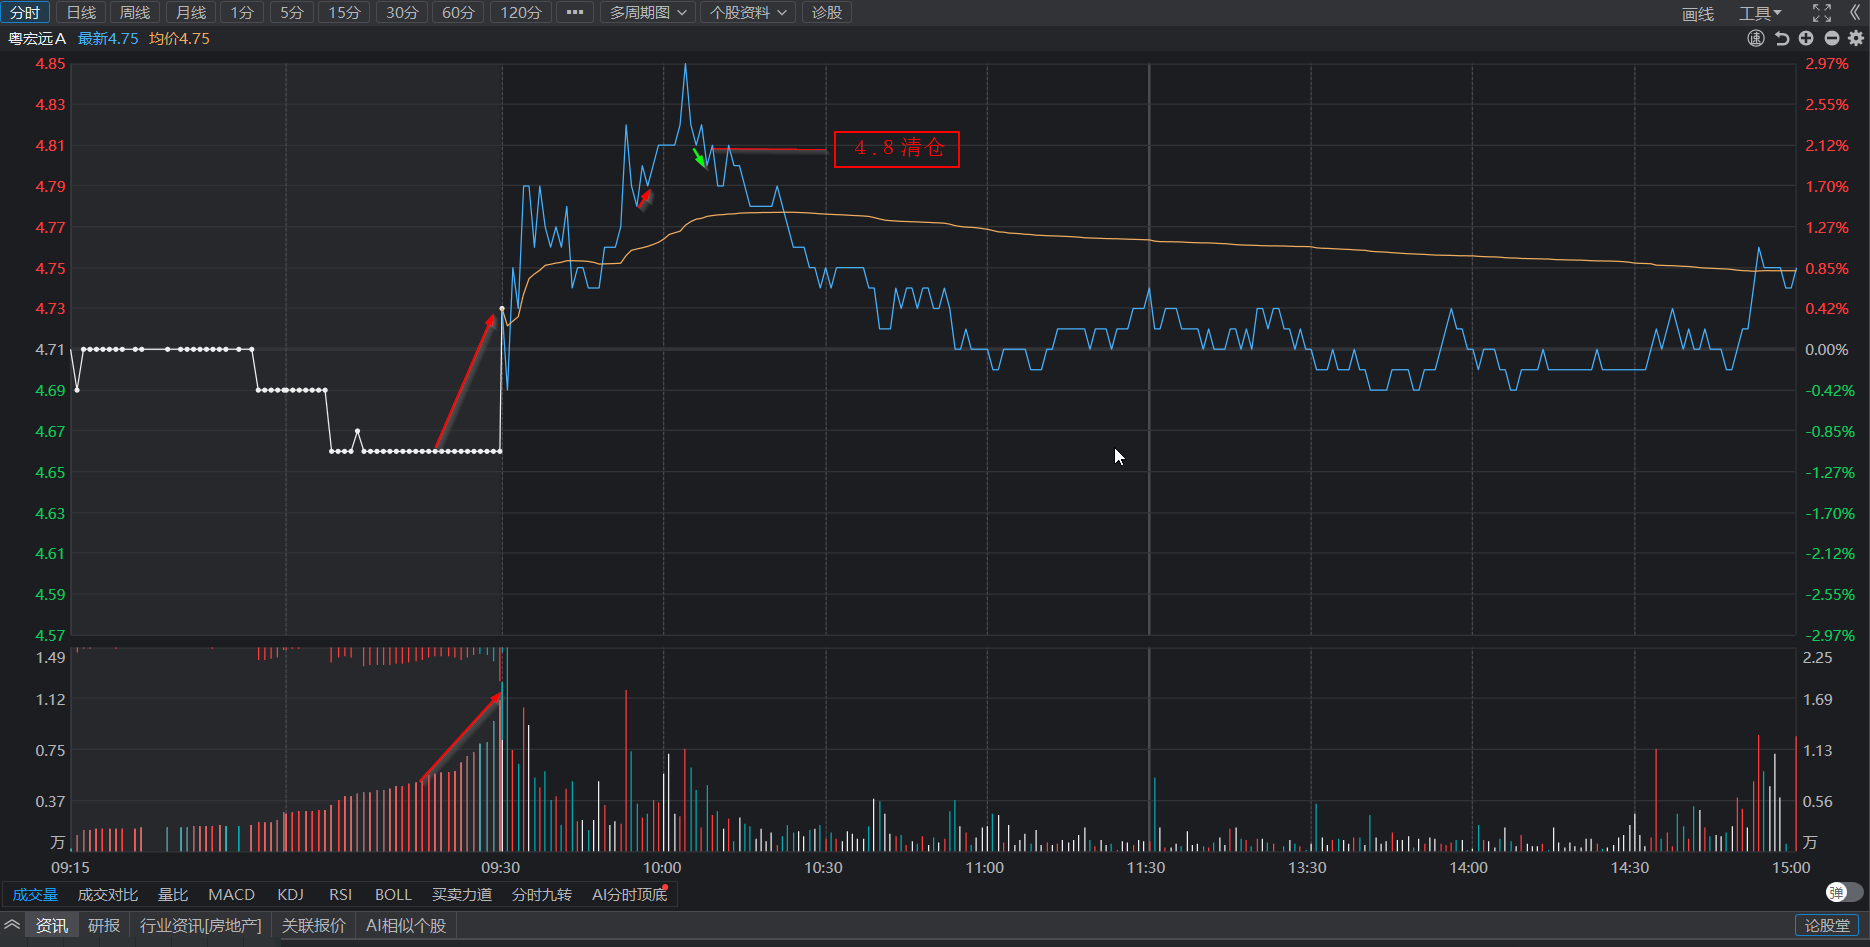 分时 日线 周线 月线 1分 5分 15分 30分 60分 120分 ••• 多周期图 个股资料 诊股 画线 工具
粤宏远A 最新4.75 均价4.75 速
4.85 2.97%
4.83 2.55%
4.81 4.8清仓 2.12%
4.79 1.70%
4.77 1.27%
4.75 0.85%
4.73 0.42%
4.71 0.00%
4.69 -0.42%
4.67 -0.85%
4.65 -1.27%
4.63 -1.70%
4.61 -2.12%
4.59 -2.55%
4.57 -2.97%
1.49 2.25
1.12 1.69
0.75 1.13
0.37 0.56
万 万
09:15 09:30 10:00 10:30 11:00 11:30 13:30 14:00 14:30 15:00
成交量 成交对比 量比 MACD KDJ RSI BOLL 买卖力道 分时九转 AI分时顶底 弹
资讯 研报 行业资讯[房地产] 关联报价 AI相似个股 论股堂